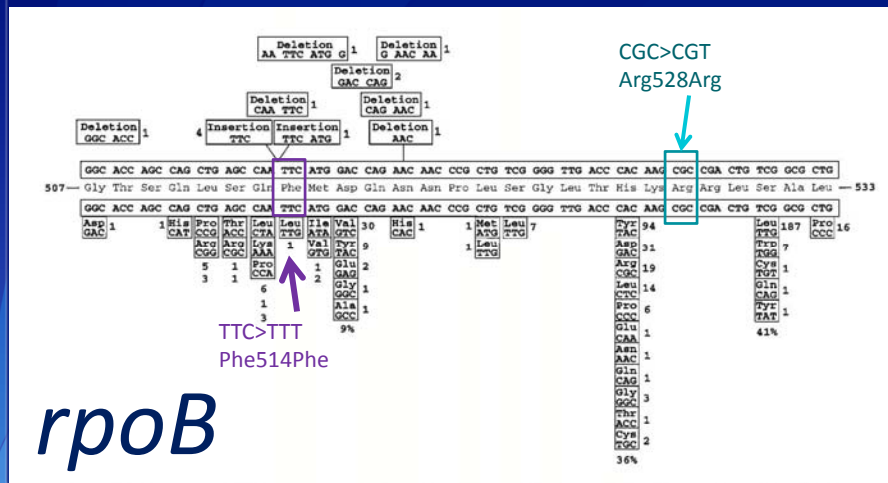 CGC>CGT
Arg528Arg
Deletion
AA TTC ATG G 1
Deletion
G AAC AA 1
Deletion
GAC CAG 2
Deletion
CAA TTC 1
Deletion
CAG AAC 1
Deletion
GGC ACC 1
4 Insertion
TTC
Insertion
TTC ATG 1
Deletion
AAC 1
GGC ACC AGC CAG CTG AGC CAA TTC ATG GAC CAG AAC AAC CCG CTG TCG GGG TTG ACC CAC AAG CGC CGA CTG TCG GCG CTG
507 Gly Thr Ser Gln Leu Ser Gln Phe Met Asp Gln Asn Asn Pro Leu Ser Gly Leu Thr His Lys Arg Arg Leu Ser Ala Leu 533
GGC ACC AGC CAG CTG AGC CAA TTC ATG GAC CAG AAC AAC CCG CTG TCG GGG TTG ACC CAC AAG CGC CGA CTG TCG GCG CTG
Asp
GAC 1
1 His
CAT
Pro
CCG
Arg
CGG
5
3
Thr
ACC
Arg
CGC
1
1
Leu
CTA
Lys
AAA
Pro
CCA
6
1
3
Leu
TTG
1
Ile
ATA
Val
GTG
1
2
Val
GTC 30
Tyr
TAC 9
Glu
GAG 2
Gly
GGC 1
Ala
GCC 1
9%
His
CAC 1
1 Met
ATG
1 Leu
TTG
Leu
TTG 7
Tyr
TAC 94
Asp
GAC 31
Arg
CGC 19
Leu
CTC 14
Pro
CCC 6
Glu
CAA 1
Asn
AAC 1
Gln
CAG 1
Gly
GGC 3
Thr
ACC 1
Cys
TGC 2
36%
Leu
TTG 187
Trp
TGG 7
Cys
TGT 1
Gln
CAG 1
Tyr
TAT 1
41%
Pro
CCC 16
TTC>TTT
Phe514Phe
rpoB